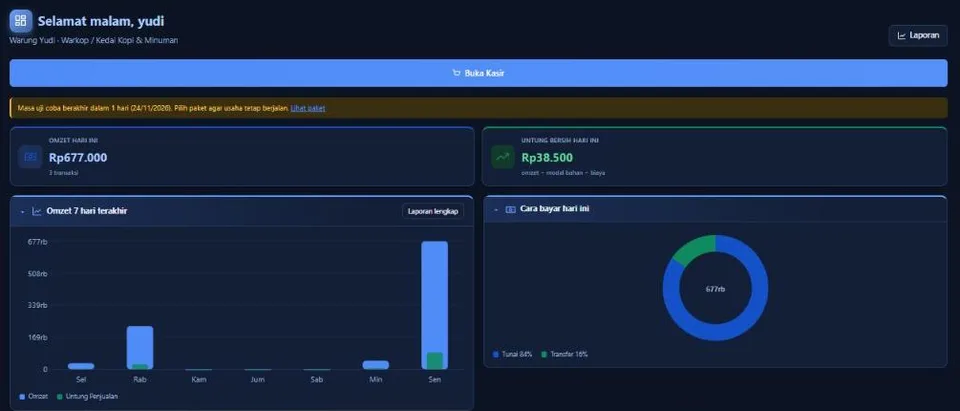 Selamat malam, yudi
Warung Yudi · Warkop / Kedai Kopi & Minuman
Laporan
Buka Kasir
Masa uji coba berakhir dalam 1 hari (24/11/2026). Pilih paket agar usaha tetap berjalan. Lihat paket
OMZET HARI INI
Rp677.000
3 transaksi
UNTUNG BERSIH HARI INI
Rp38.500
omzet − modal bahan − biaya
Omzet 7 hari terakhir
Laporan lengkap
677rb
508rb
339rb
169rb
0
Sel
Rab
Kam
Jum
Sab
Min
Sen
Omzet
Untung Penjualan
Cara bayar hari ini
677rb
Tunai 84%
Transfer 16%